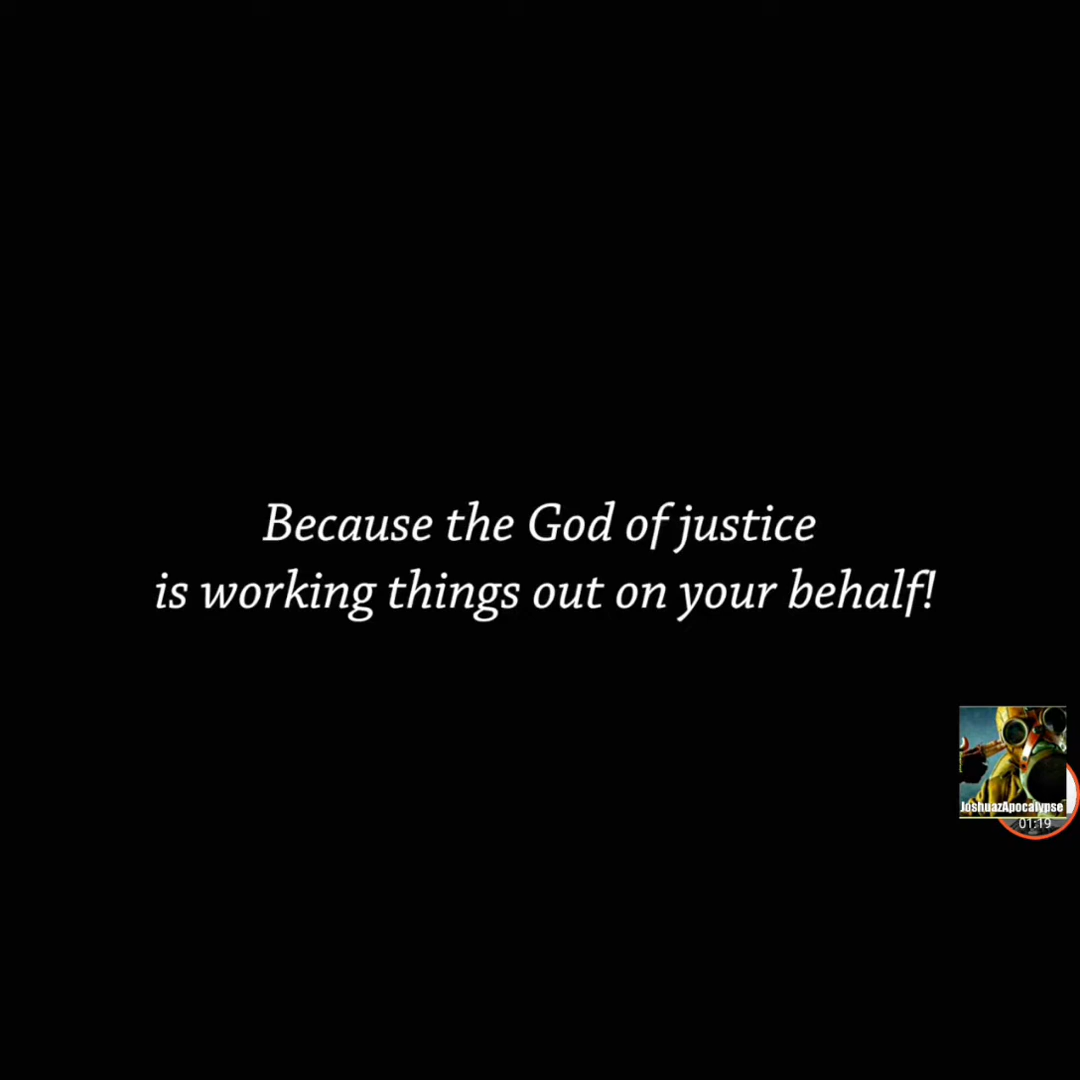 Because the God of justice
is working things out on your behalf!
JoshuazApocalypse
01:19